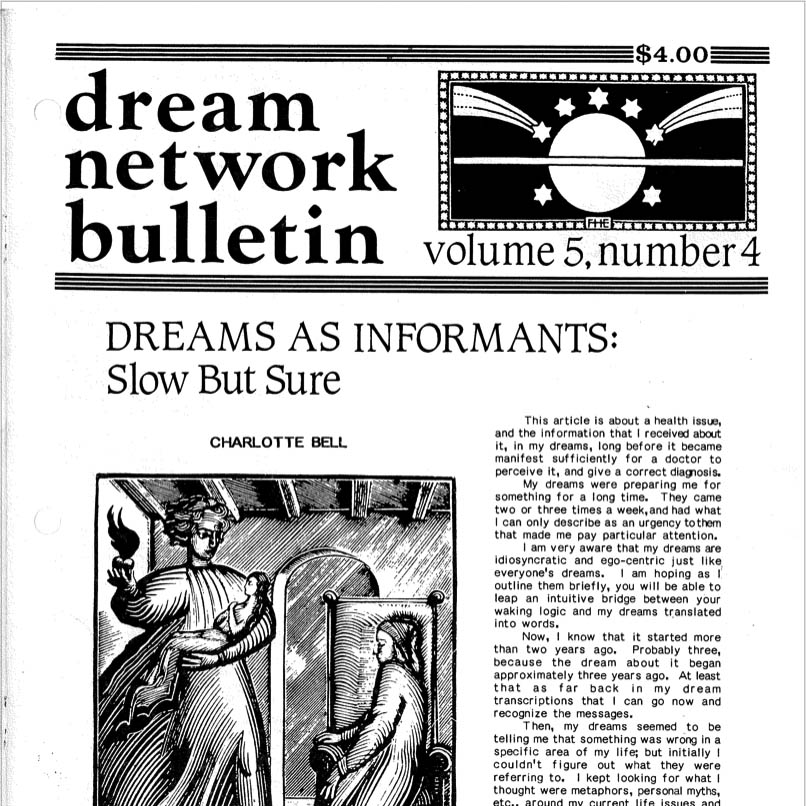 $4.00
dream
network
bulletin
FHE
volume 5, number 4
DREAMS AS INFORMANTS:
Slow But Sure
CHARLOTTE BELL
This article is about a health issue,
and the information that I received about
it, in my dreams, long before it became
manifest sufficiently for a doctor to
perceive it, and give a correct diagnosis.
My dreams were preparing me for
something for a long time. They came
two or three times a week, and had what
I can only describe as an urgency to them
that made me pay particular attention.
I am very aware that my dreams are
idiosyncratic and ego-centric just like
everyone's dreams. I am hoping as I
outline them briefly, you will be able to
leap an intuitive bridge between your
waking logic and my dreams translated
into words.
Now, I know that it started more
than two years ago. Probably three,
because the dream about it began
approximately three years ago. At least
that as far back in my dream
transcriptions that I can go now and
recognize the messages.
Then, my dreams seemed to be
telling me that something was wrong in a
specific area of my life; but initially I
couldn't figure out what they were
referring to. I kept looking for what I
thought were metaphors, personal myths,
etc., around my current life issues and